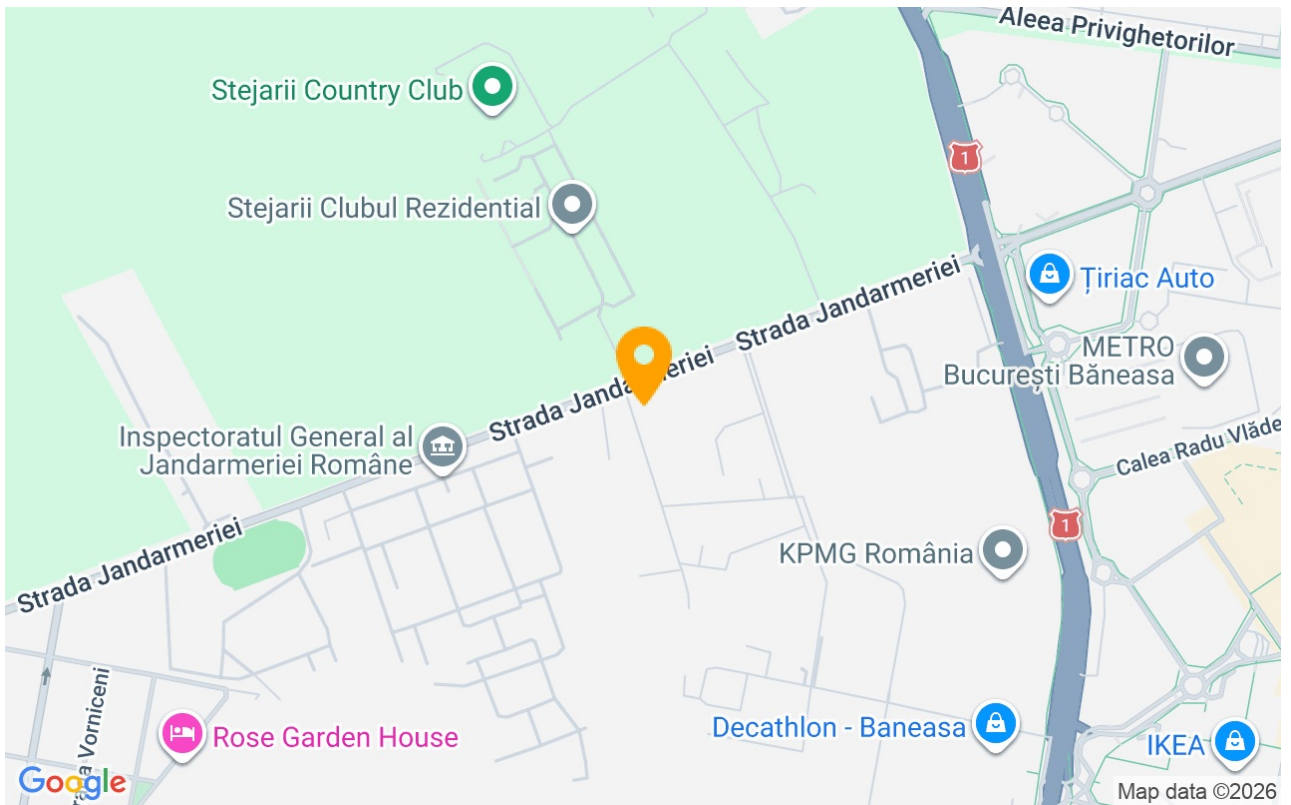 Aleea Privighetorilor
Stejarii Country Club
1
Stejarii Clubul Rezidential
Strada Jandarmeriei
Țiriac Auto
METRO
București Băneasa
Strada Jandarmeriei
Inspectoratul General al
Jandarmeriei Române
Calea Radu Vlăde
1
KPMG România
Strada Jandarmeriei
Vorniceni
Rose Garden House
Decathlon - Baneasa
IKEA
Google
Map data ©2026